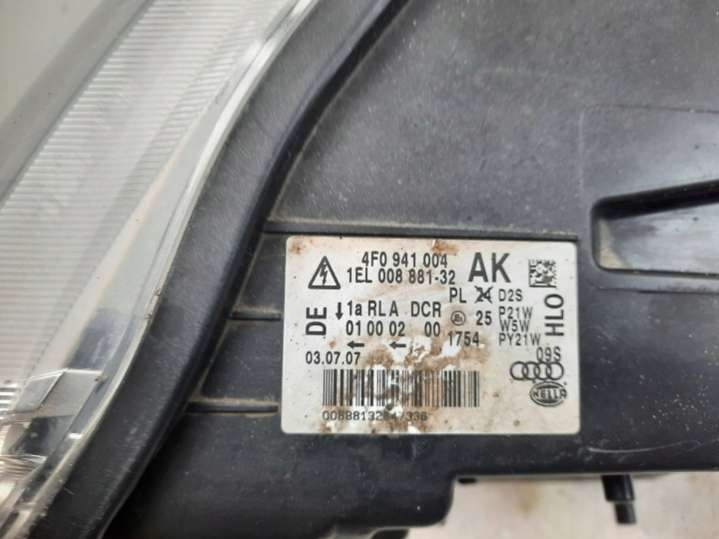 4F0 941 004 AK
1EL 008 881-32
PL D2S
DE 1a RL A DCR 25 P21W
W5W
01 00 02 00 1754 PY21W
HLO
03.07.07
09S
HELLA